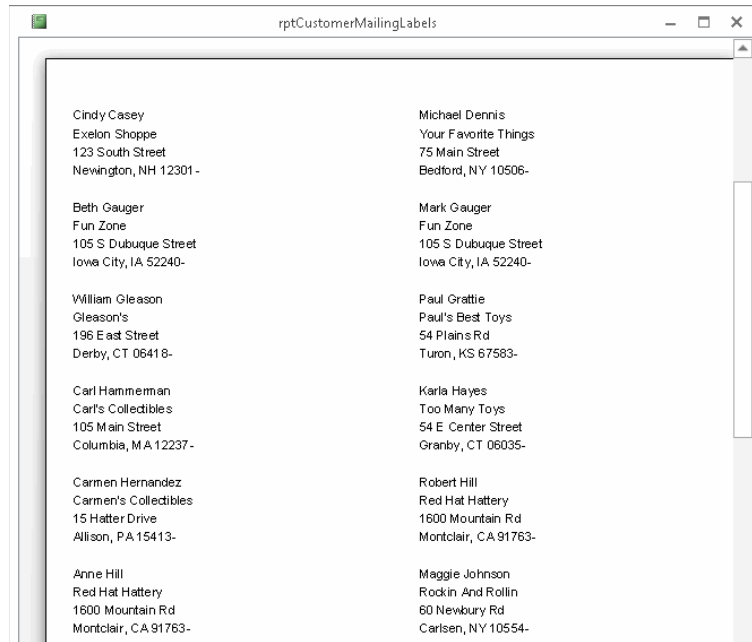 rptCustomerMailingLabels
Cindy Casey
Exelon Shoppe
123 South Street
Newington, NH 12301-
Michael Dennis
Your Favorite Things
75 Main Street
Bedford, NY 10506-
Beth Gauger
Fun Zone
105 S Dubuque Street
Iowa City, IA 52240-
Mark Gauger
Fun Zone
105 S Dubuque Street
Iowa City, IA 52240-
William Gleason
Gleason's
196 East Street
Derby, CT 06418-
Paul Grattie
Paul's Best Toys
54 Plains Rd
Turon, KS 67583-
Carl Hammerman
Carl's Collectibles
105 Main Street
Columbia, MA 12237-
Karla Hayes
Too Many Toys
54 E Center Street
Granby, CT 06035-
Carmen Hernandez
Carmen's Collectibles
15 Hatter Drive
Allison, PA 15413-
Robert Hill
Red Hat Hattery
1600 Mountain Rd
Montclair, CA 91763-
Anne Hill
Red Hat Hattery
1600 Mountain Rd
Montclair, CA 91763-
Maggie Johnson
Rockin And Rollin
60 Newbury Rd
Carlsen, NY 10554-